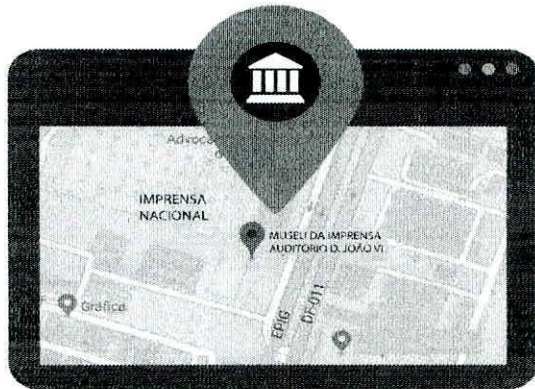 IMPRENSA
NACIONAL
MUSEU DA IMPRENSA
AUDITÓRIO D. JOÃO VI
Gráfica
EPIG
DF-011